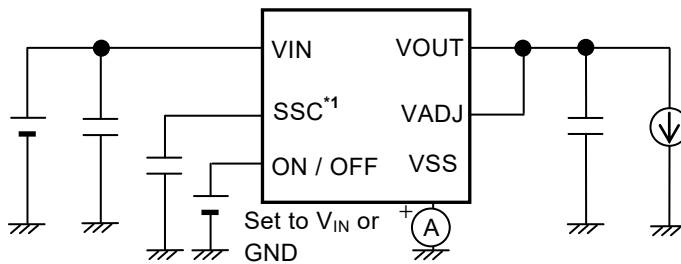 VIN
VOUT
SSC*1
VADJ
ON / OFF
VSS
Set to VIN or
GND
+
A